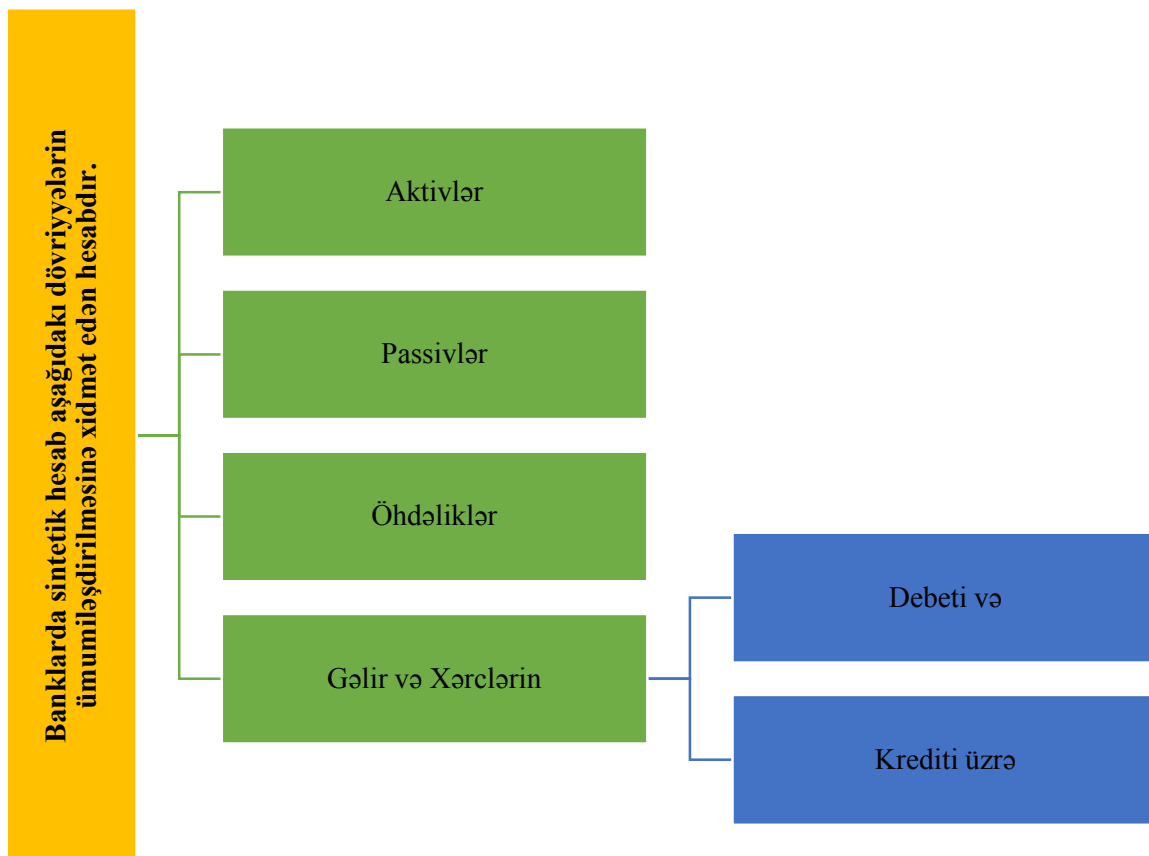 Banklarda sintetik hesab aşağıdakı dövriyyələrin
ümumiləşdirilməsinə xidmət edən hesabdır.
Aktivlər
Passivlər
Öhdəliklər
Gəlir və Xərclərin
Debeti və
Krediti üzrə